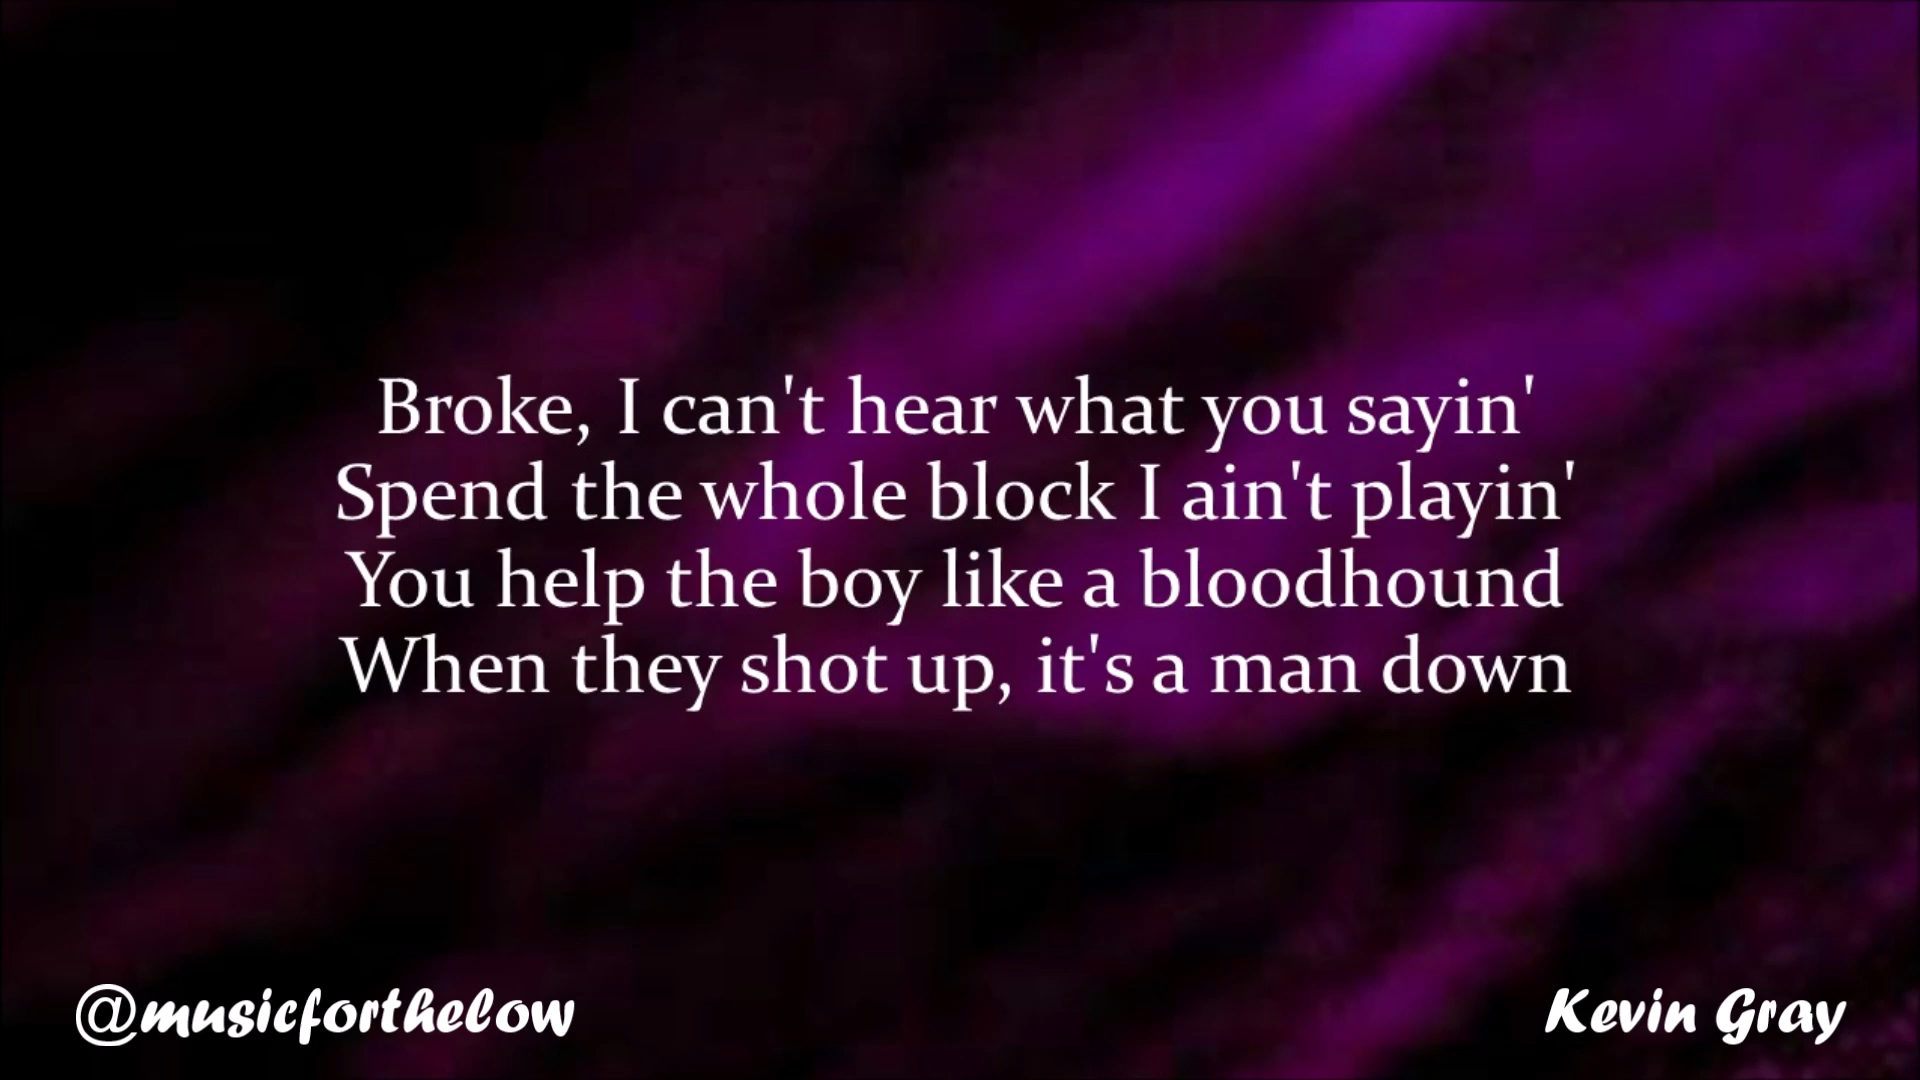 Broke, I can't hear what you sayin'
Spend the whole block I ain't playin'
You help the boy like a bloodhound
When they shot up, it's a man down
@musicforthelow
Kevin Gray